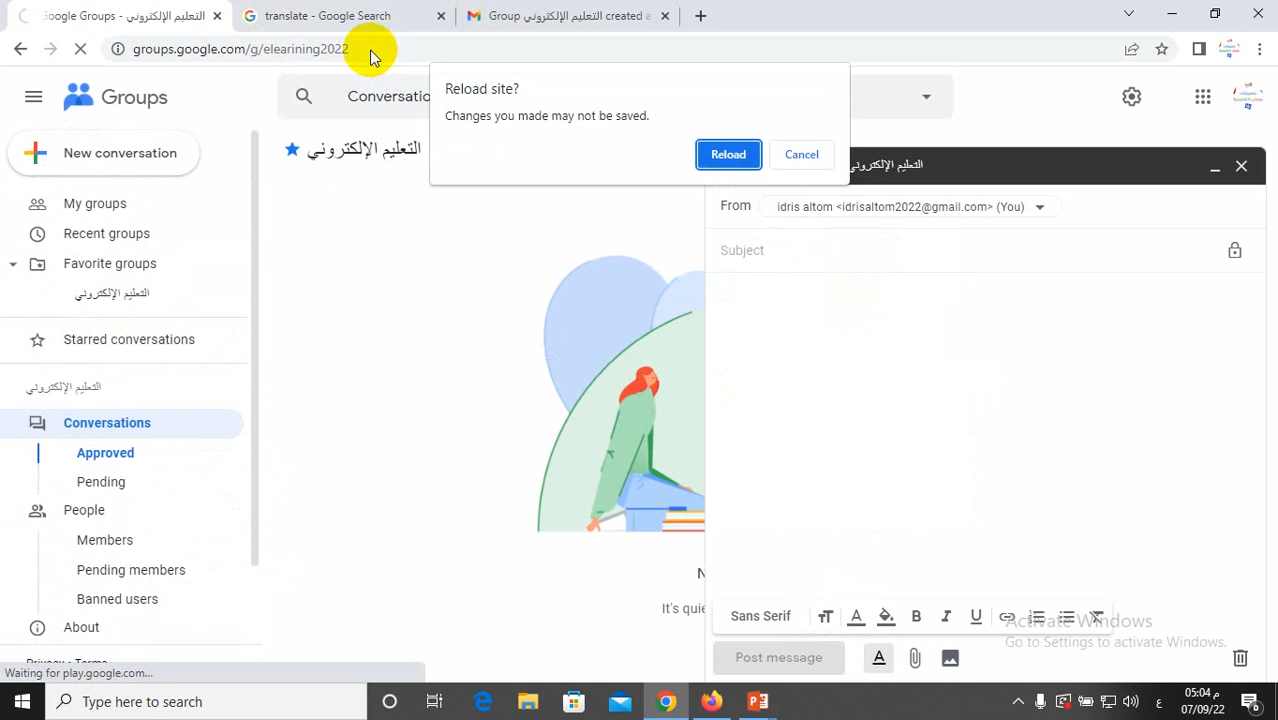 Google Groups - التعليم الإلكتروني
translate - Google Search
Group التعليم الإلكتروني created a
groups.google.com/g/elearining2022
Reload site?
Changes you made may not be saved.
Reload
Cancel
Groups
Conversatio
New conversation
التعليم الإلكتروني
التعليم الإلكتروني
My groups
Recent groups
Favorite groups
التعليم الإلكتروني
Starred conversations
التعليم الإلكتروني
Conversations
Approved
Pending
People
Members
Pending members
Banned users
About
From
idris altom <idrisaltom2022@gmail.com> (You)
Subject
N
It's quie
Sans Serif
Post message
Activate Windows
Go to Settings to activate Windows.
Waiting for play.google.com...
Type here to search
ع
05:04 م
07/09/22